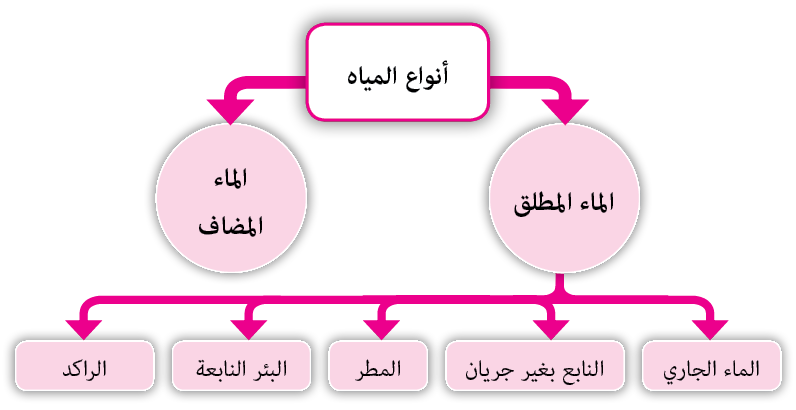 أنواع المياه
الماء المطلق
الماء
المضاف
الماء الجاري
النابع بغير جريان
المطر
البئر النابعة
الراكد